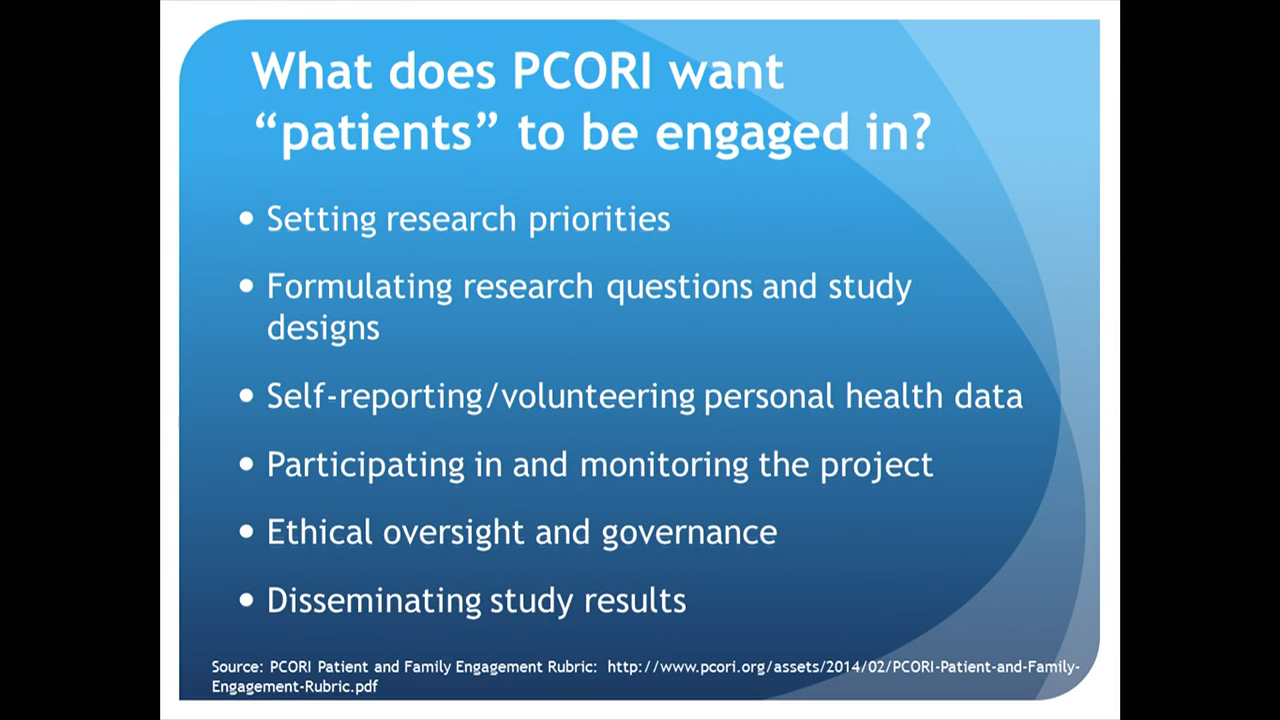 What does PCORI want
“patients” to be engaged in?
• Setting research priorities
• Formulating research questions and study
designs
• Self-reporting/volunteering personal health data
• Participating in and monitoring the project
• Ethical oversight and governance
• Disseminating study results
Source: PCORI Patient and Family Engagement Rubric: http://www.pcori.org/assets/2014/02/PCORI-Patient-and-Family-
Engagement-Rubric.pdf